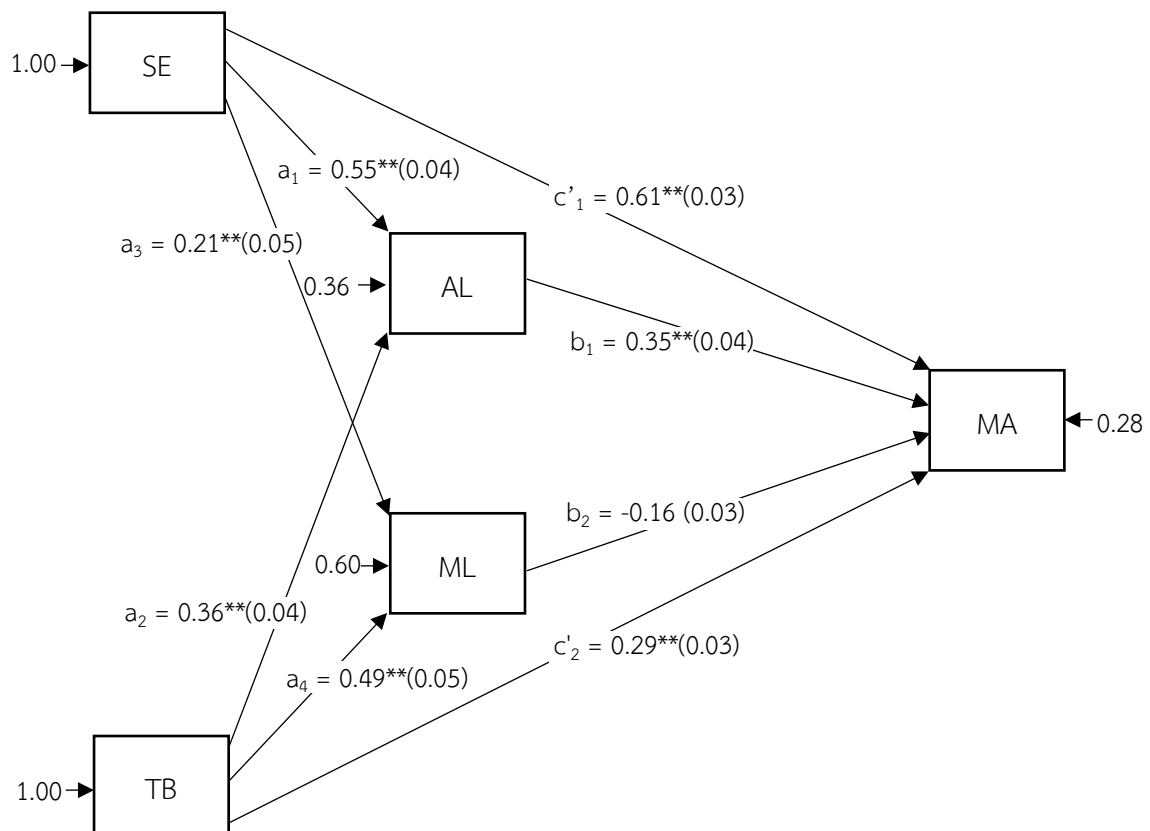 SE
1.00
a₁ = 0.55**(0.04)
c’₁ = 0.61**(0.03)
a₃ = 0.21**(0.05)
0.36
AL
b₁ = 0.35**(0.04)
MA
0.28
b₂ = -0.16 (0.03)
0.60
ML
a₂ = 0.36**(0.04)
c'₂ = 0.29**(0.03)
a₄ = 0.49**(0.05)
1.00
TB